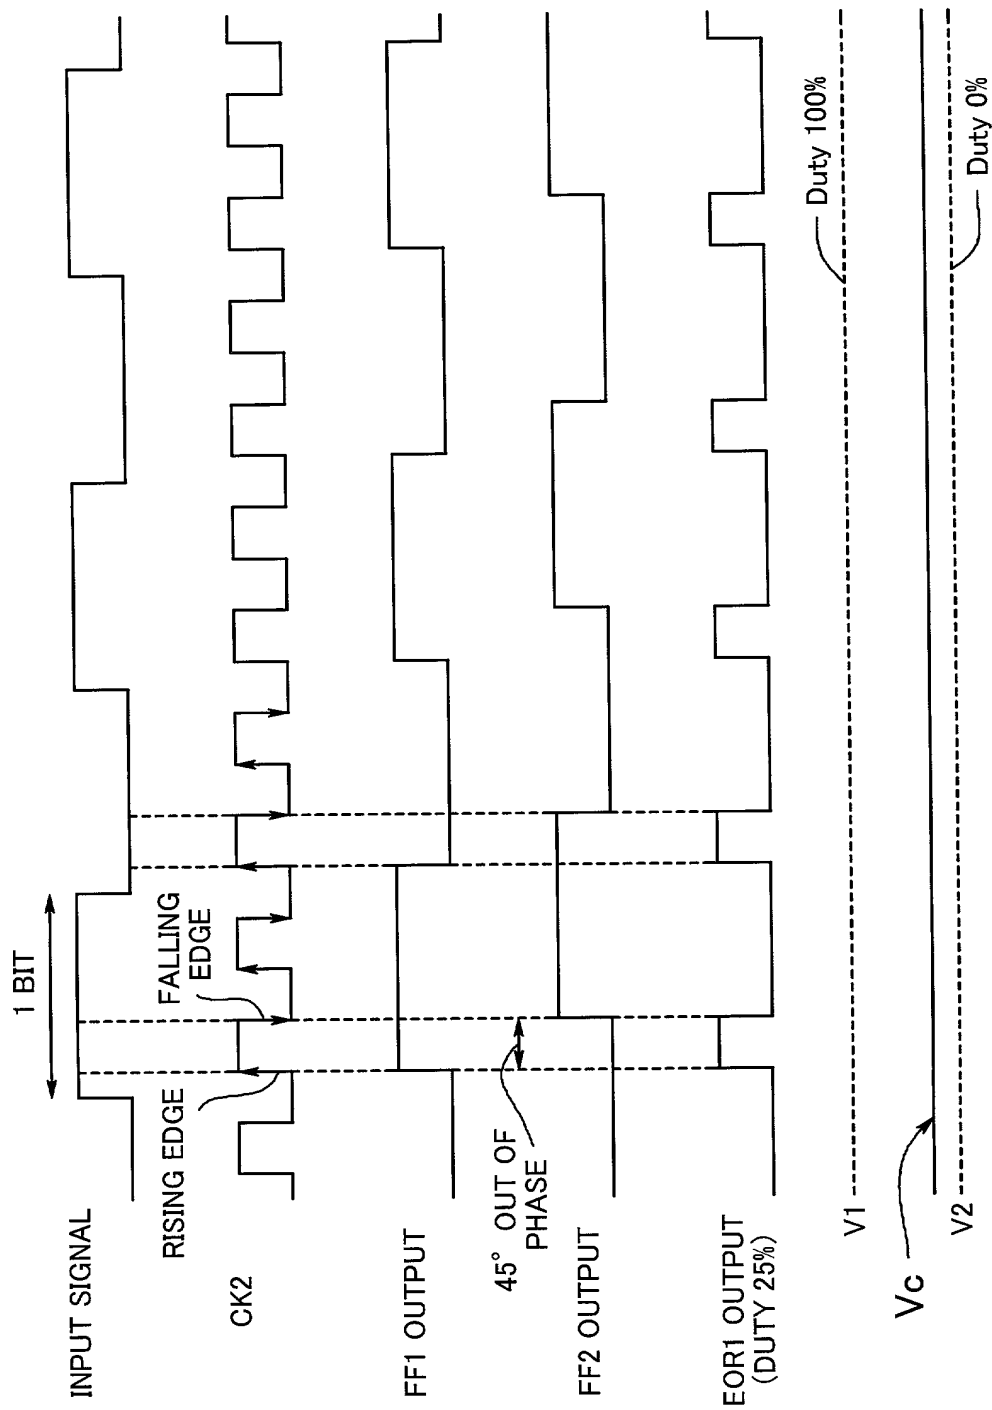 1 BIT
INPUT SIGNAL
RISING EDGE
FALLING
EDGE
CK2
FF1 OUTPUT
45° OUT OF
PHASE
FF2 OUTPUT
EOR1 OUTPUT
(DUTY 25%)
Duty 100%
V1
Vc
V2
Duty 0%